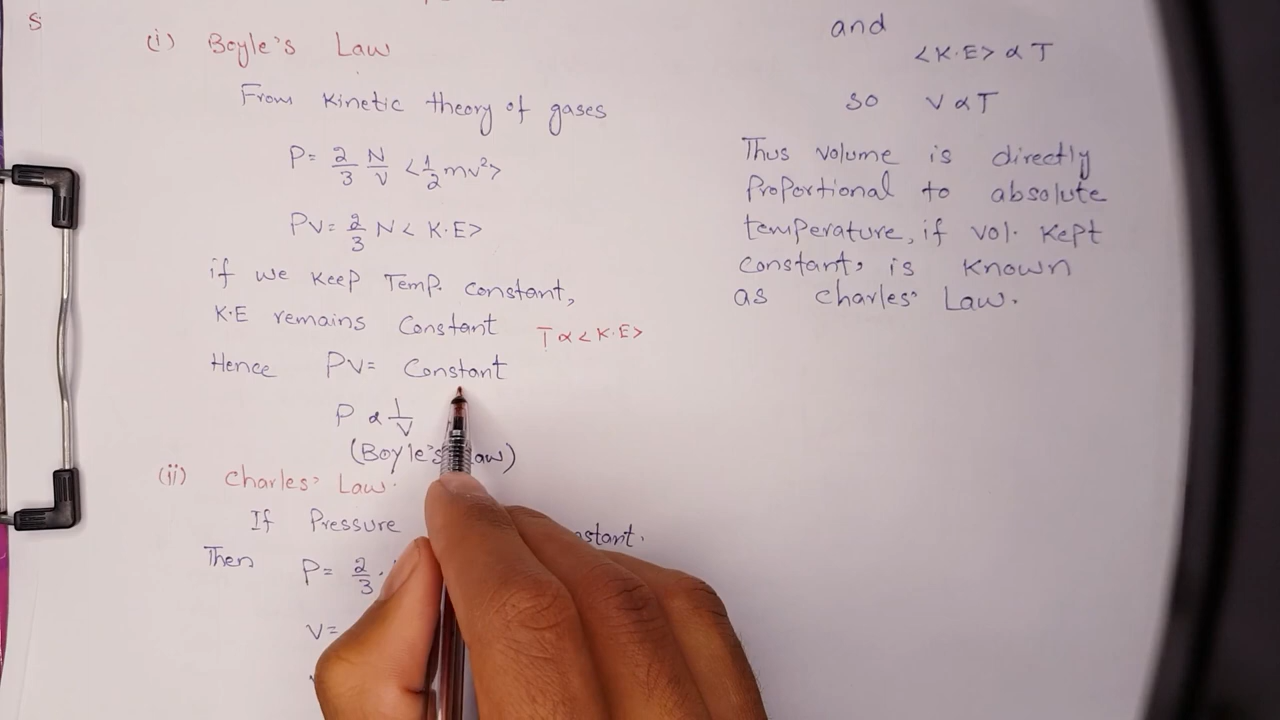 S
(i) Boyle's Law
From Kinetic theory of gases
P = 2/3 N/V <1/2 mv²>
PV = 2/3 N < K.E>
if we keep Temp. constant,
K.E remains Constant T ∝ <K.E>
Hence PV = Constant
P ∝ 1/V
(Boyle's Law)
(ii) Charles' Law.
If Pressure
Then P = 2/3 .
V =
and
<K.E> ∝ T
so V ∝ T
Thus volume is directly
Proportional to absolute
temperature, if vol. kept
Constant, is known
as Charles' Law.